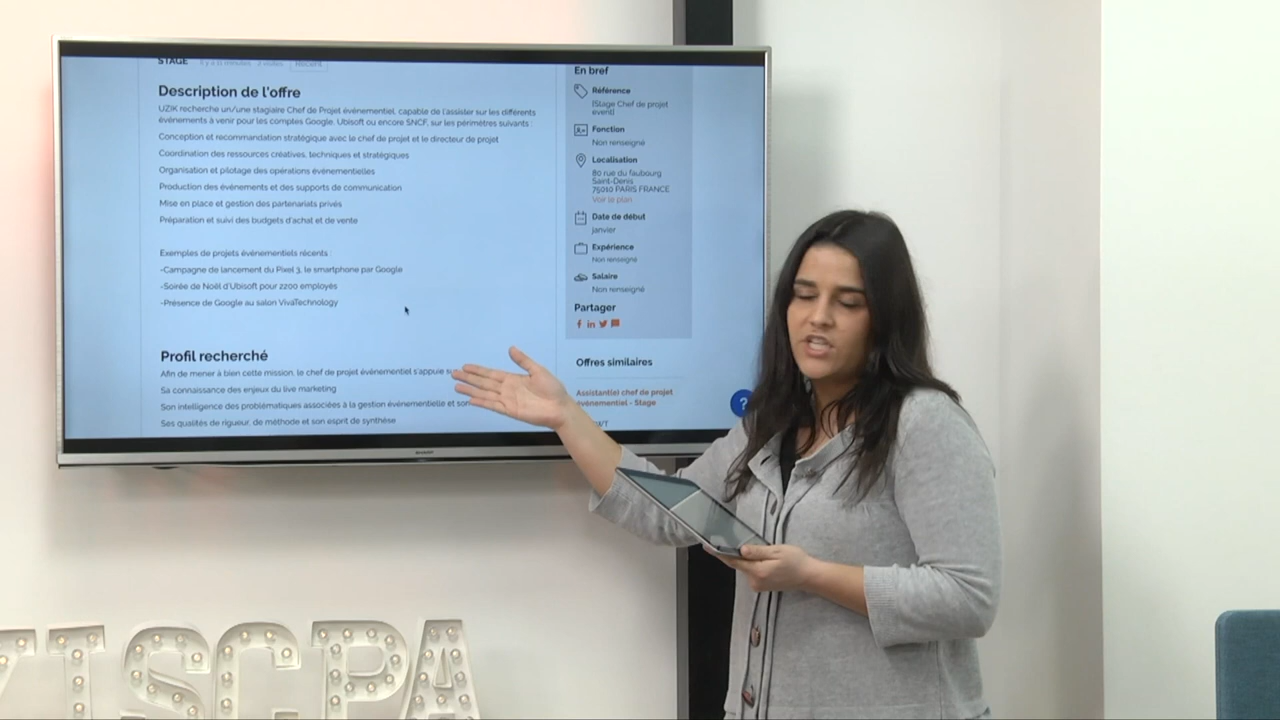 STAGE
Récent
Description de l'offre
UZIK recherche un/une stagiaire Chef de Projet événementiel, capable de l'assister sur les différents
événements à venir pour les comptes Google, Ubisoft ou encore SNCF, sur les périmètres suivants :
Conception et recommandation stratégique avec le chef de projet et le directeur de projet
Coordination des ressources créatives, techniques et stratégiques
Organisation et pilotage des opérations événementielles
Production des événements et des supports de communication
Mise en place et gestion des partenariats privés
Préparation et suivi des budgets d'achat et de vente
Exemples de projets événementiels récents :
-Campagne de lancement du Pixel 3, le smartphone par Google
-Soirée de Noël d'Ubisoft pour 2200 employés
-Présence de Google au salon VivaTechnology
Profil recherché
Afin de mener à bien cette mission, le chef de projet événementiel s'appuie
Sa connaissance des enjeux du live marketing
Son intelligence des problématiques associées à la gestion événementielle et son
Ses qualités de rigueur, de méthode et son esprit de synthèse
En bref
Référence
[Stage Chef de projet
event]
Fonction
Non renseigné
Localisation
80 rue du faubourg
Saint-Denis
75010 PARIS FRANCE
Voir le plan
Date de début
janvier
Expérience
Non renseigné
Salaire
Non renseigné
Partager
Offres similaires
Assistant(e) chef de projet
événementiel - Stage
?
SHARP
ISCPA